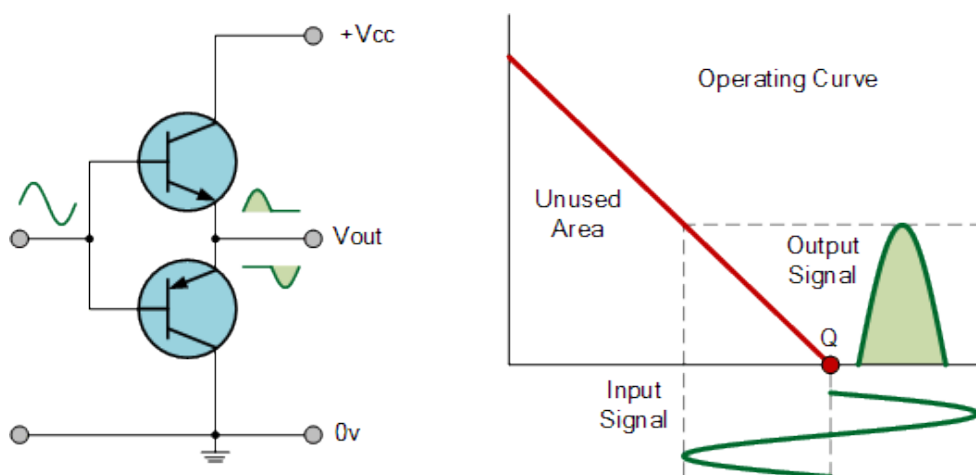 +Vcc
Vout
0v
Operating Curve
Unused
Area
Output
Signal
Q
Input
Signal